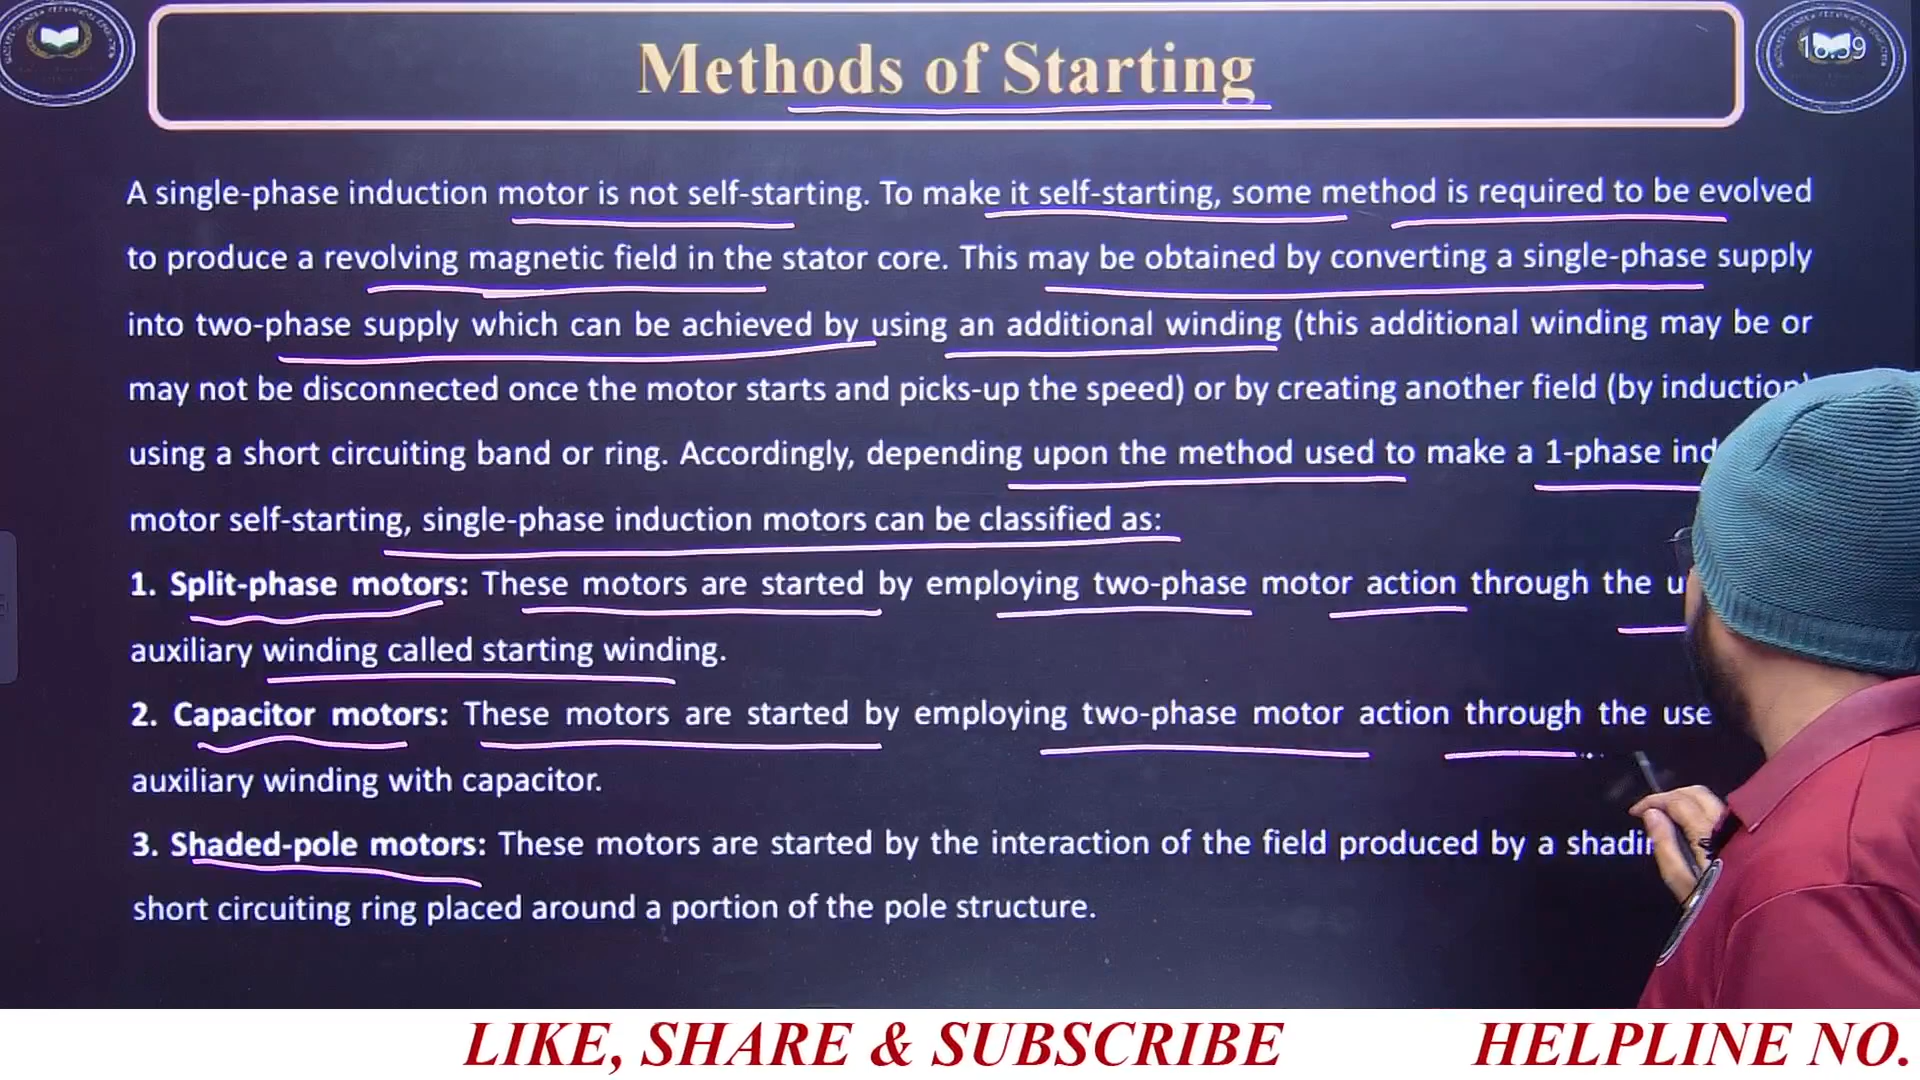 Methods of Starting
A single-phase induction motor is not self-starting. To make it self-starting, some method is required to be evolved
to produce a revolving magnetic field in the stator core. This may be obtained by converting a single-phase supply
into two-phase supply which can be achieved by using an additional winding (this additional winding may be or
may not be disconnected once the motor starts and picks-up the speed) or by creating another field (by induction)
using a short circuiting band or ring. Accordingly, depending upon the method used to make a 1-phase ind
motor self-starting, single-phase induction motors can be classified as:
1. Split-phase motors: These motors are started by employing two-phase motor action through the u
auxiliary winding called starting winding.
2. Capacitor motors: These motors are started by employing two-phase motor action through the use
auxiliary winding with capacitor.
3. Shaded-pole motors: These motors are started by the interaction of the field produced by a shadin
short circuiting ring placed around a portion of the pole structure.
LIKE, SHARE & SUBSCRIBE HELPLINE NO.